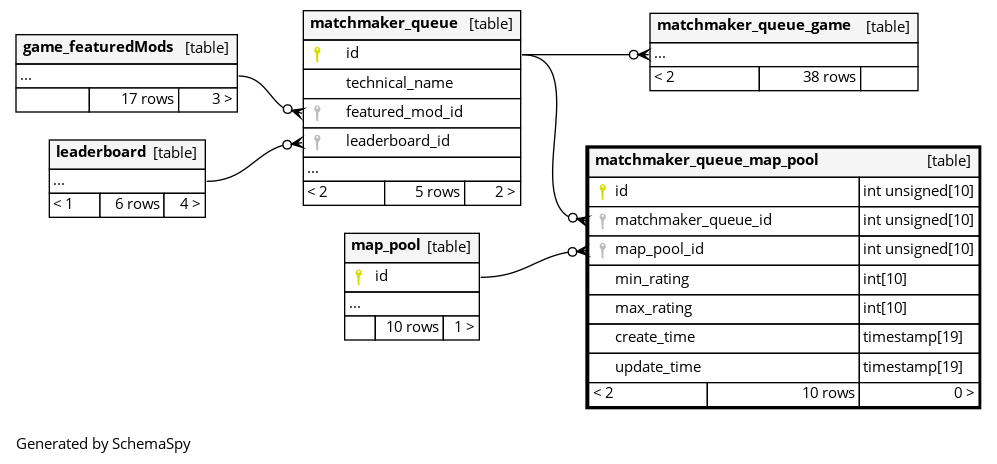 game_featuredMods [table]
...
17 rows 3 >
leaderboard [table]
...
< 1 6 rows 4 >
matchmaker_queue [table]
id
technical_name
featured_mod_id
leaderboard_id
...
< 2 5 rows 2 >
map_pool [table]
id
...
10 rows 1 >
matchmaker_queue_game [table]
...
< 2 38 rows
matchmaker_queue_map_pool [table]
id int unsigned[10]
matchmaker_queue_id int unsigned[10]
map_pool_id int unsigned[10]
min_rating int[10]
max_rating int[10]
create_time timestamp[19]
update_time timestamp[19]
< 2 10 rows 0 >
Generated by SchemaSpy